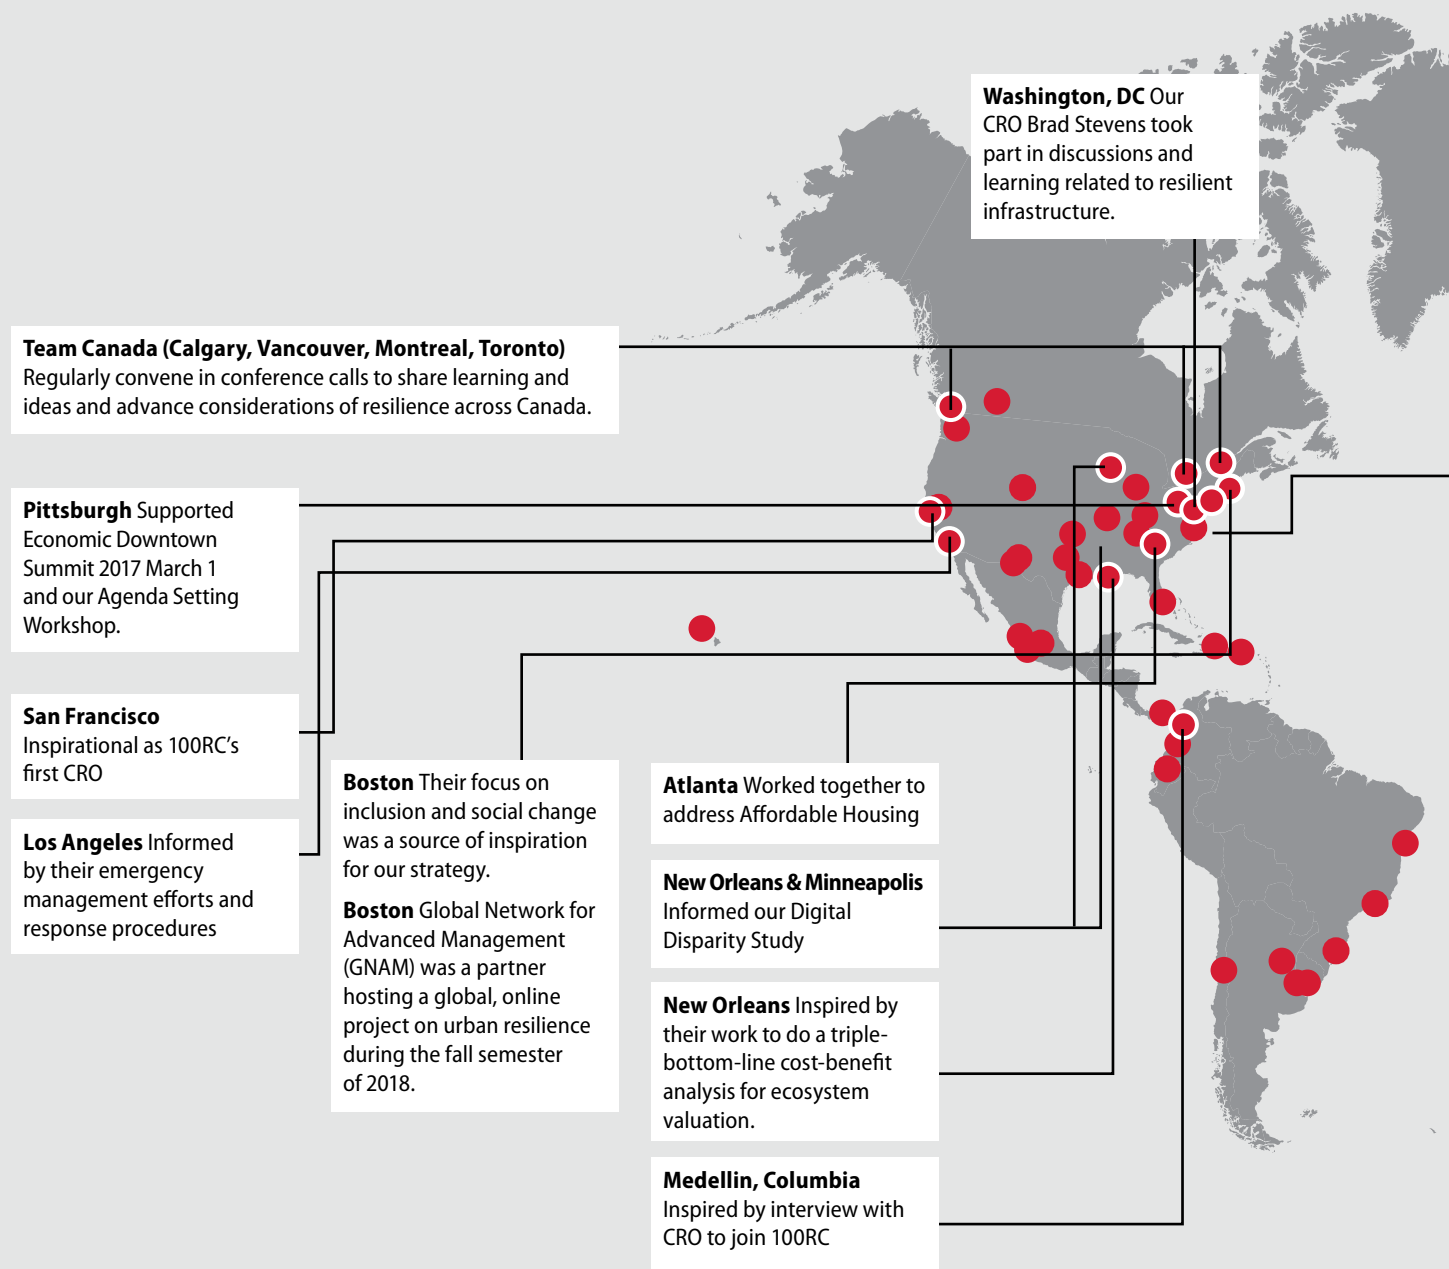 Washington, DC Our
CRO Brad Stevens took
part in discussions and
learning related to resilient
infrastructure.
Team Canada (Calgary, Vancouver, Montreal, Toronto)
Regularly convene in conference calls to share learning and
ideas and advance considerations of resilience across Canada.
Pittsburgh Supported
Economic Downtown
Summit 2017 March 1
and our Agenda Setting
Workshop.
San Francisco
Inspirational as 100RC's
first CRO
Los Angeles Informed
by their emergency
management efforts and
response procedures
Boston Their focus on
inclusion and social change
was a source of inspiration
for our strategy.
Boston Global Network for
Advanced Management
(GNAM) was a partner
hosting a global, online
project on urban resilience
during the fall semester
of 2018.
Atlanta Worked together to
address Affordable Housing
New Orleans & Minneapolis
Informed our Digital
Disparity Study
New Orleans Inspired by
their work to do a triple-
bottom-line cost-benefit
analysis for ecosystem
valuation.
Medellin, Columbia
Inspired by interview with
CRO to join 100RC